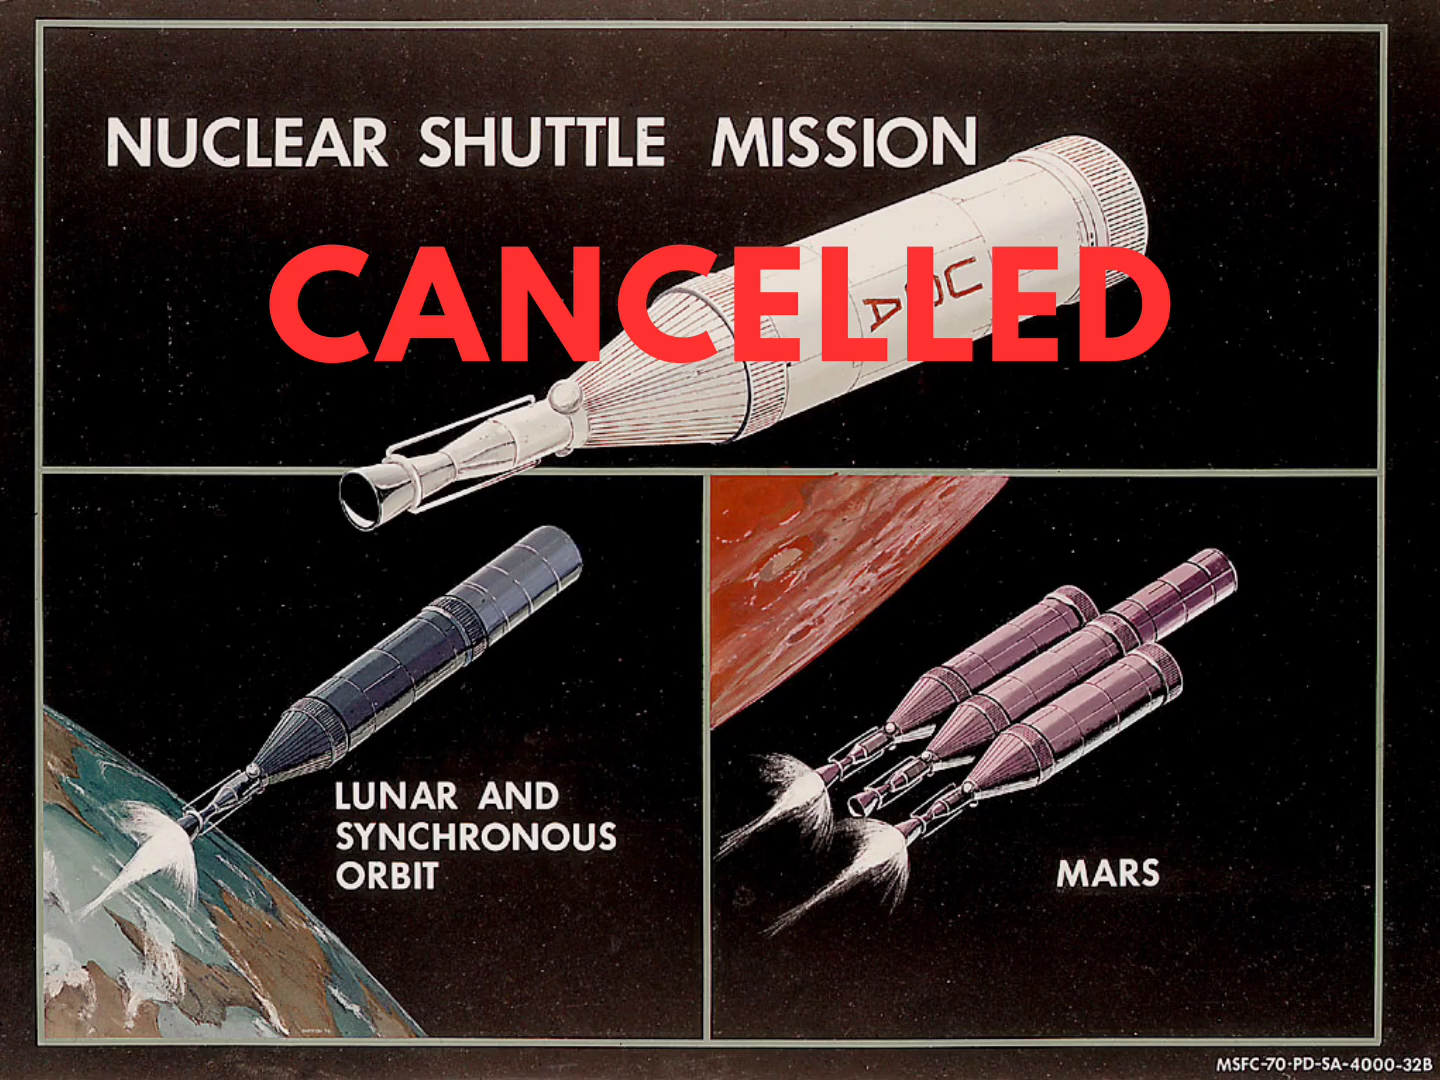 NUCLEAR SHUTTLE MISSION
CANCELLED
LUNAR AND
SYNCHRONOUS
ORBIT
MARS
MSFC-70-PD-SA-4000-32B